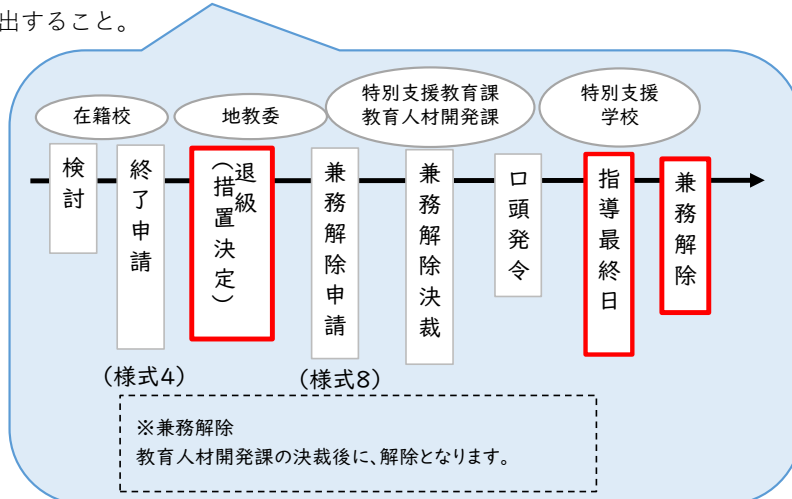 出すること。
在籍校
地教委
特別支援教育課
教育人材開発課
特別支援
学校
検討
終了申請
退級
(措置決定)
兼務解除申請
兼務解除決裁
口頭発令
指導最終日
兼務解除
(様式4)
(様式8)
※兼務解除
教育人材開発課の決裁後に、解除となります。